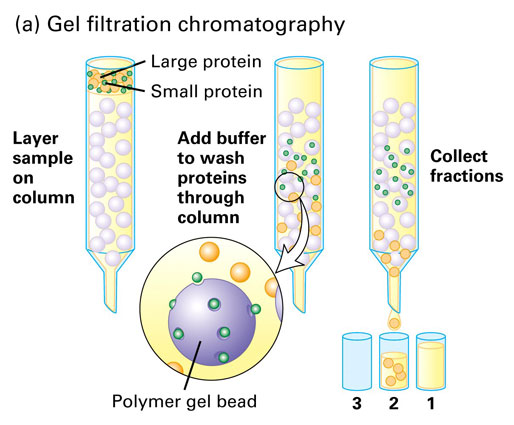 (a) Gel filtration chromatography
Large protein
Small protein
Layer
sample
on
column
Add buffer
to wash
proteins
through
column
Collect
fractions
Polymer gel bead
3 2 1